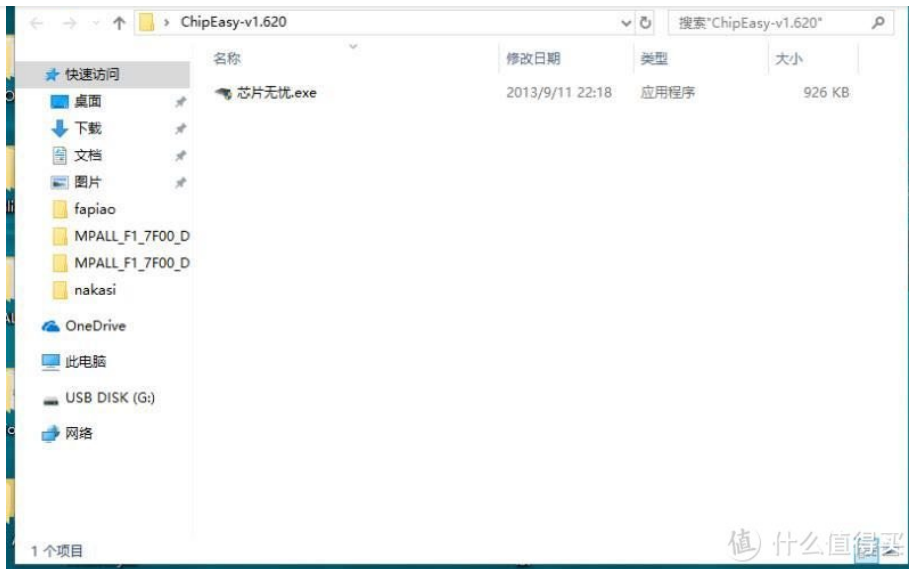 ChipEasy-v1.620
搜索"ChipEasy-v1.620"
名称 修改日期 类型 大小
快速访问
芯片无忧.exe 2013/9/11 22:18 应用程序 926 KB
桌面
下载
文档
图片
fapiao
MPALL_F1_7F00_D
MPALL_F1_7F00_D
nakasi
OneDrive
此电脑
USB DISK (G:)
网络
1 个项目
值 什么值得买